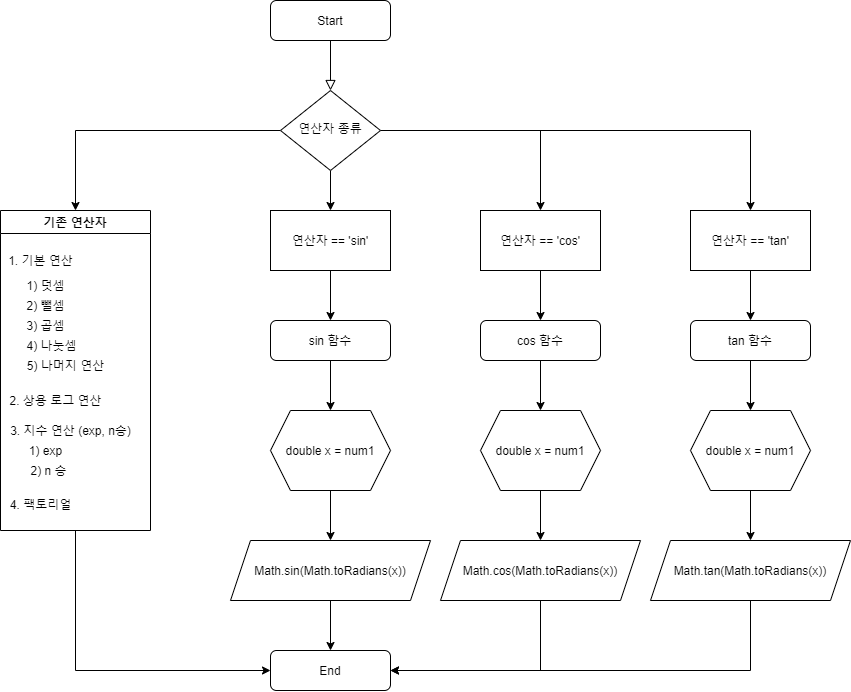 Start
연산자 종류
기존 연산자
1. 기본 연산
1) 덧셈
2) 뺄셈
3) 곱셈
4) 나눗셈
5) 나머지 연산
2. 상용 로그 연산
3. 지수 연산 (exp, n승)
1) exp
2) n 승
4. 팩토리얼
연산자 == 'sin'
sin 함수
double x = num1
Math.sin(Math.toRadians(x))
연산자 == 'cos'
cos 함수
double x = num1
Math.cos(Math.toRadians(x))
연산자 == 'tan'
tan 함수
double x = num1
Math.tan(Math.toRadians(x))
End